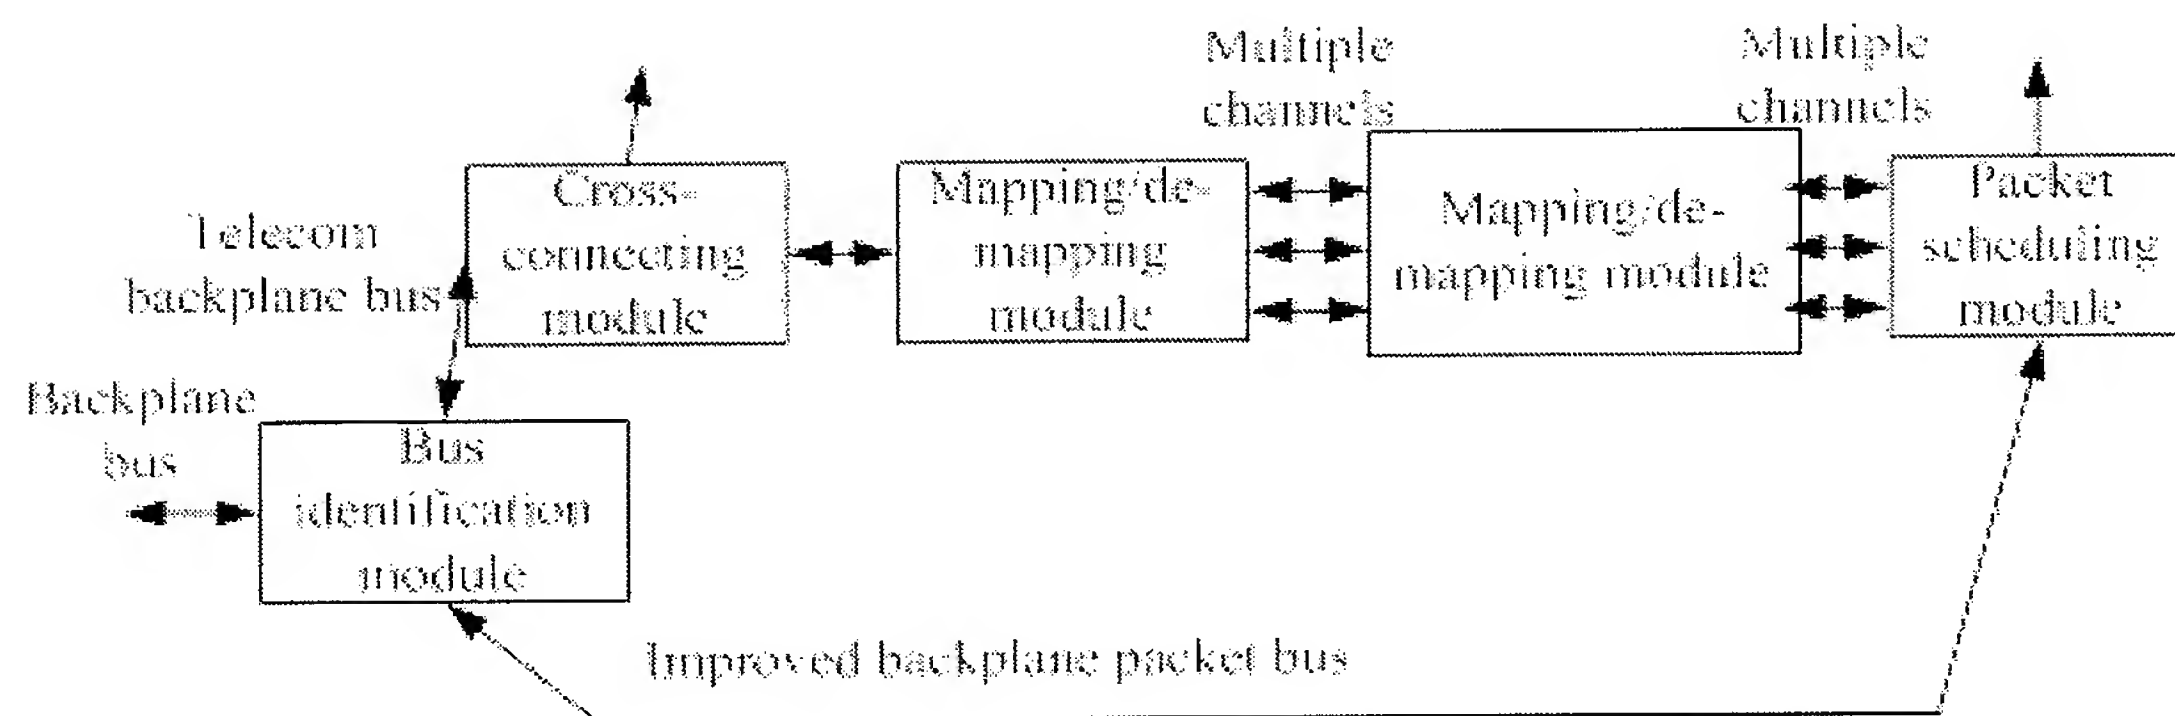 Multiple
channels
Multiple
channels
Cross-
connecting
module
Mapping/de-
mapping
module
Mapping/de-
mapping module
Packet
scheduling
module
Telecom
backplane bus
Backplane
bus
Bus
identification
module
Improved backplane packet bus